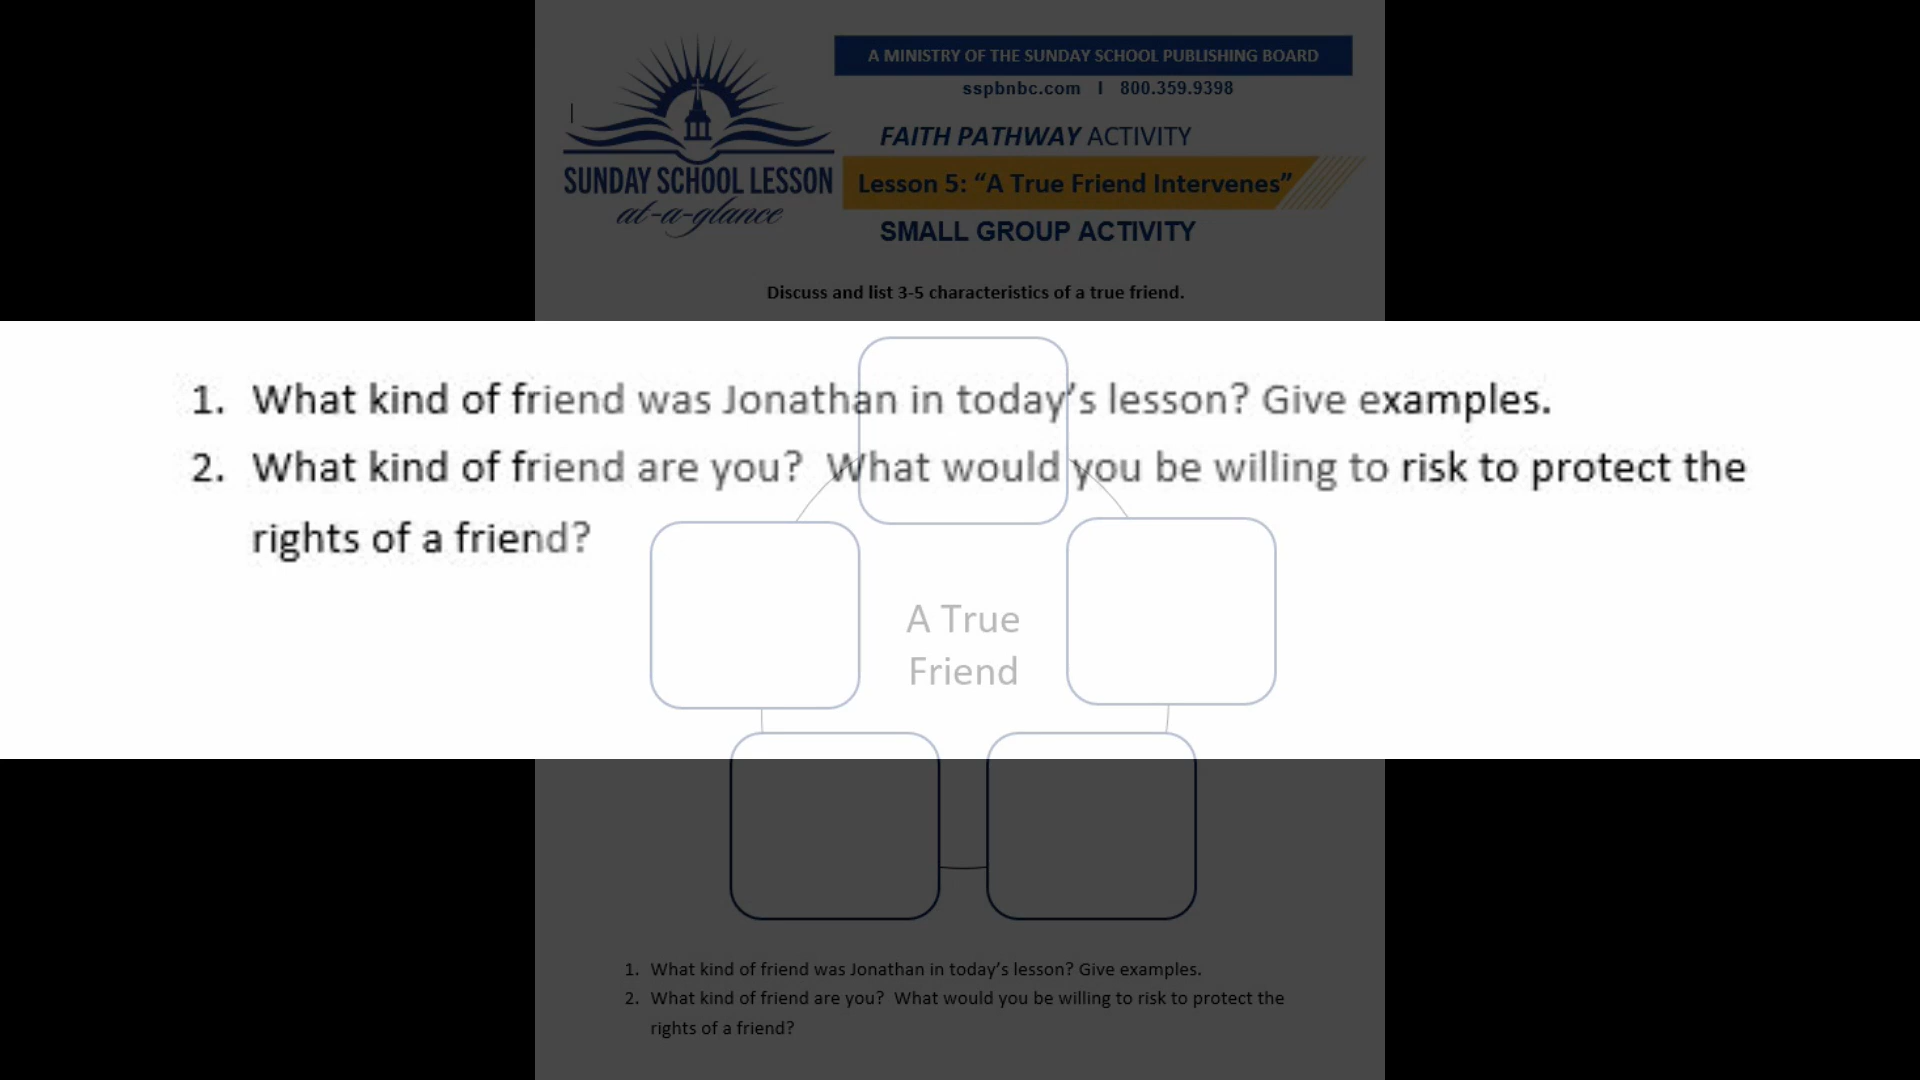 A MINISTRY OF THE SUNDAY SCHOOL PUBLISHING BOARD
sspbnbc.com I 800.359.9398
FAITH PATHWAY ACTIVITY
SUNDAY SCHOOL LESSON
at-a-glance
Lesson 5: “A True Friend Intervenes”
SMALL GROUP ACTIVITY
Discuss and list 3-5 characteristics of a true friend.
1. What kind of friend was Jonathan in today’s lesson? Give examples.
2. What kind of friend are you? What would you be willing to risk to protect the
rights of a friend?
A True
Friend
1. What kind of friend was Jonathan in today’s lesson? Give examples.
2. What kind of friend are you? What would you be willing to risk to protect the
rights of a friend?